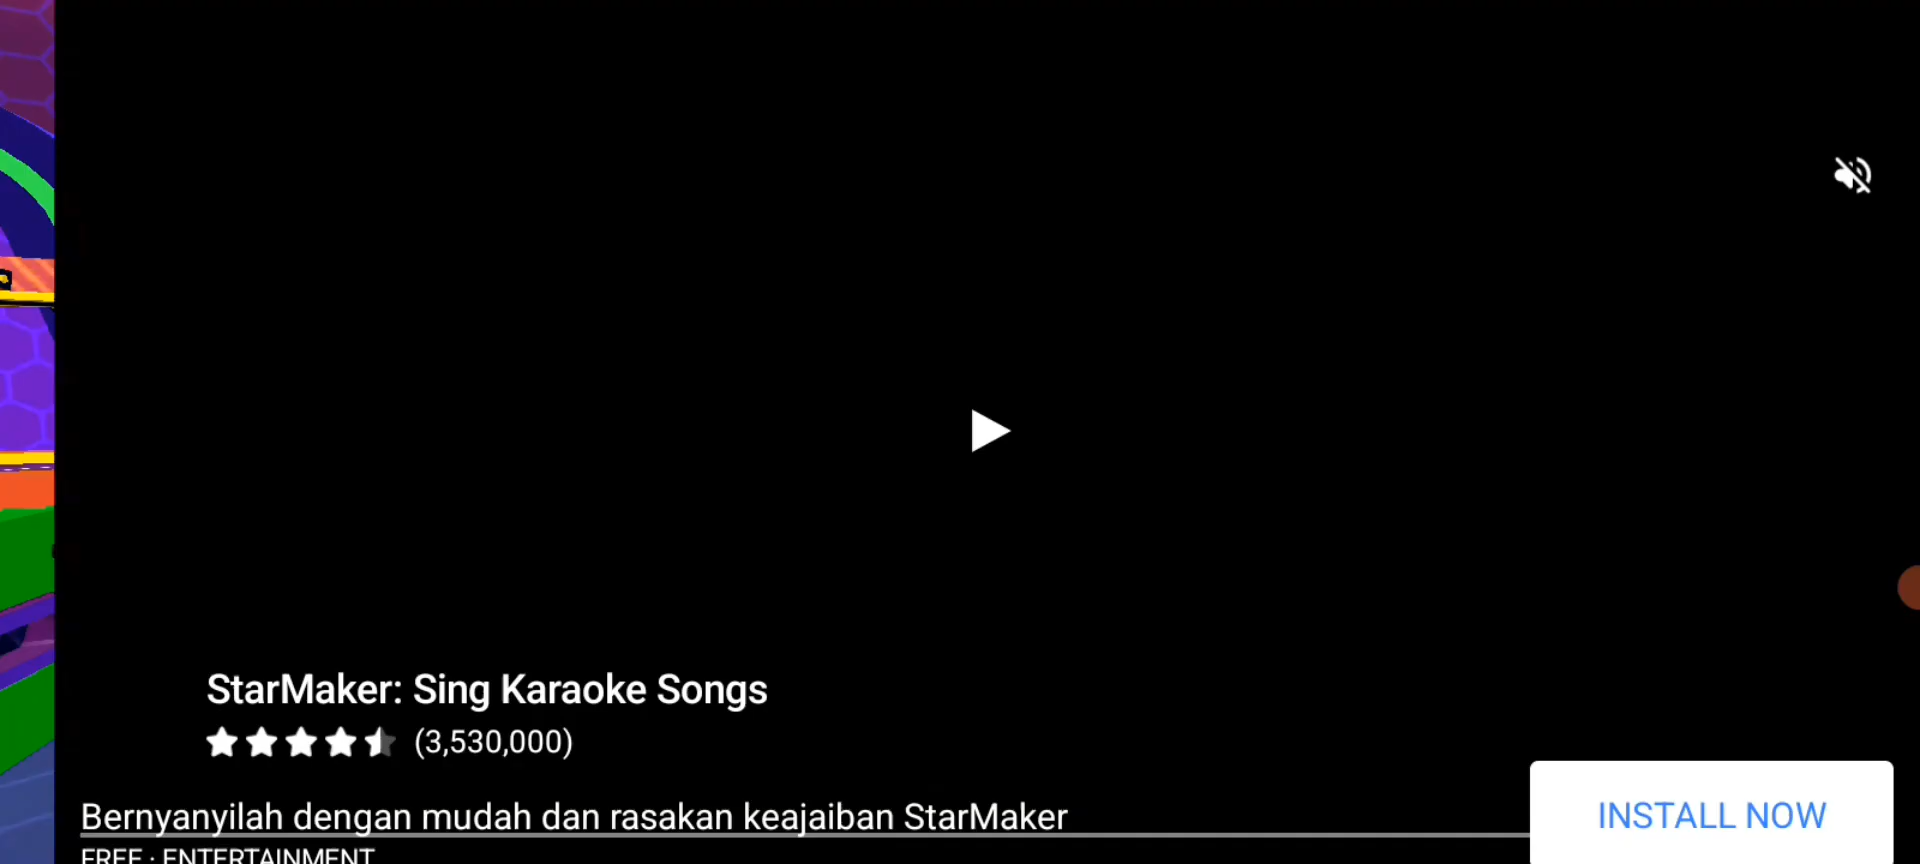 StarMaker: Sing Karaoke Songs
(3,530,000)
Bernyanyilah dengan mudah dan rasakan keajaiban StarMaker
INSTALL NOW
FREE · ENTERTAINMENT